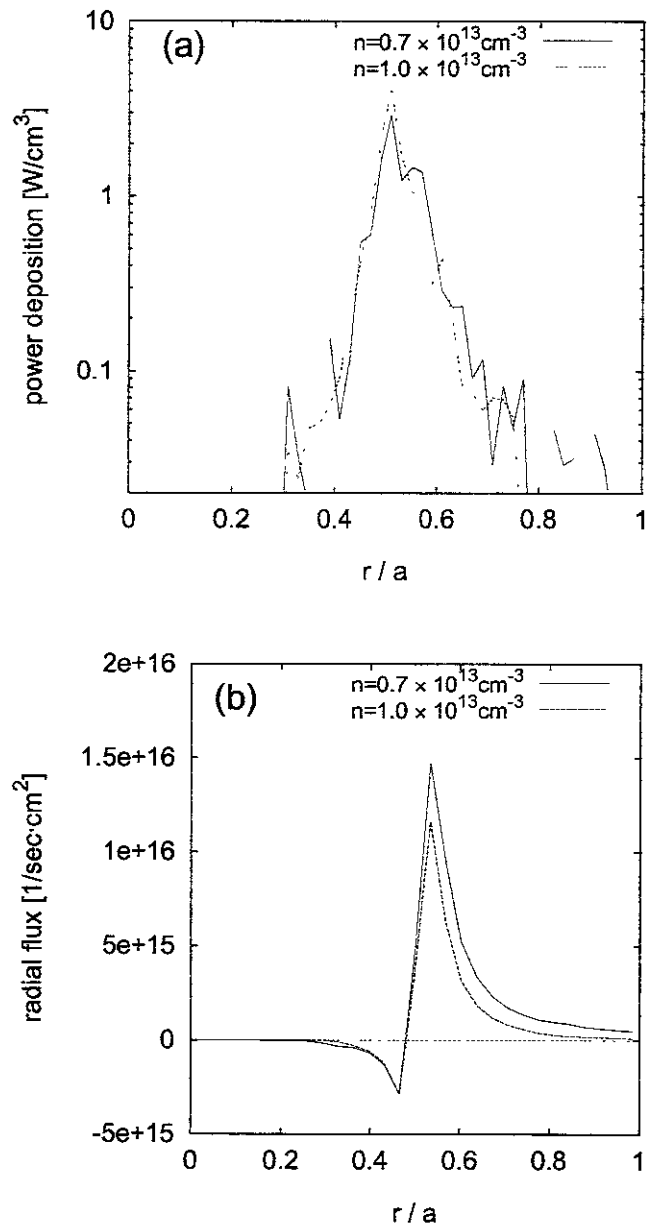 (a)
n=0.7 × 10¹³cm⁻³
n=1.0 × 10¹³cm⁻³
10
1
0.1
power deposition [W/cm³]
0 0.2 0.4 0.6 0.8 1
r / a
(b)
n=0.7 × 10¹³cm⁻³
n=1.0 × 10¹³cm⁻³
2e+16
1.5e+16
1e+16
5e+15
0
-5e+15
radial flux [1/sec·cm²]
0 0.2 0.4 0.6 0.8 1
r / a